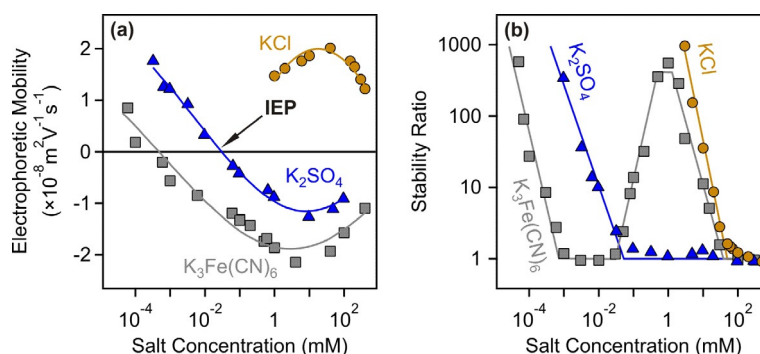 (a)
KCl
IEP
K₂SO₄
K₃Fe(CN)₆
2
1
0
-1
-2
Electrophoretic Mobility
(×10⁻⁸ m²V⁻¹s⁻¹)
10⁻⁴
10⁻²
1
10²
Salt Concentration (mM)
(b)
K₂SO₄
KCl
K₃Fe(CN)₆
1000
100
10
1
Stability Ratio
10⁻⁴
10⁻²
1
10²
Salt Concentration (mM)